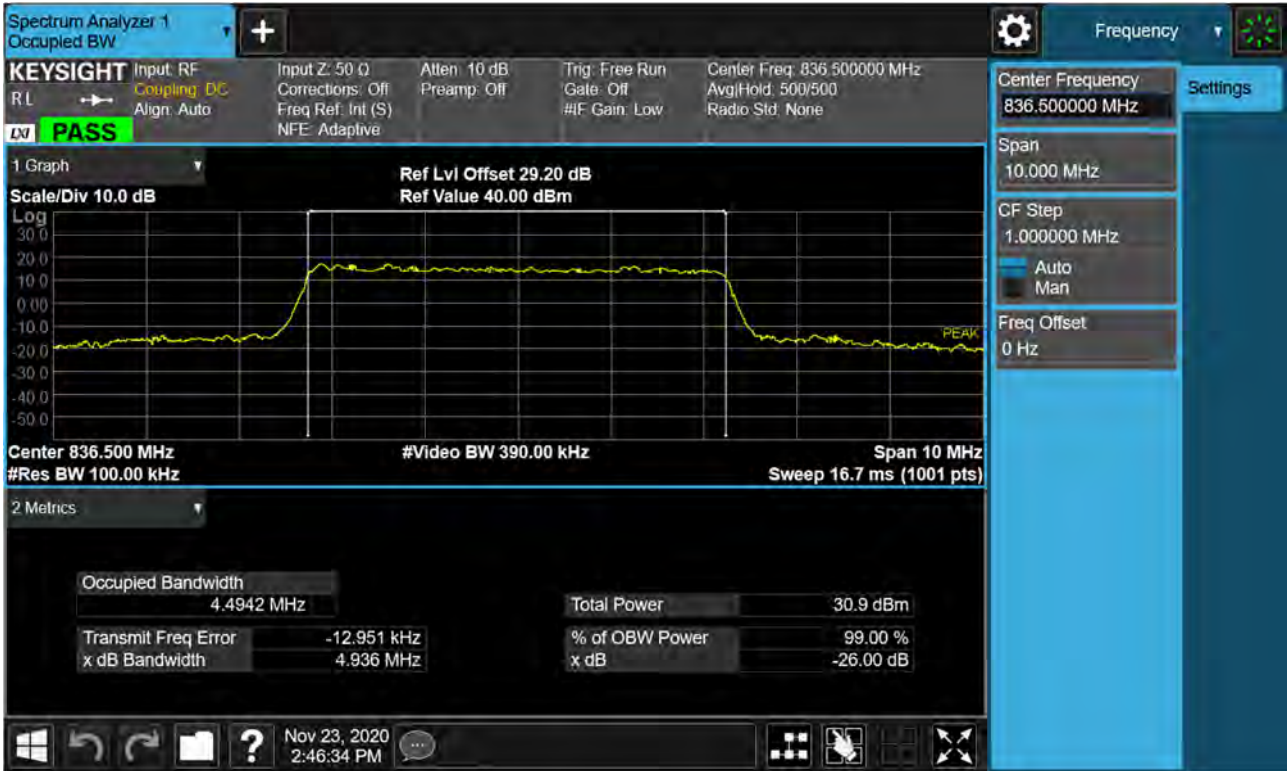 Spectrum Analyzer 1
Occupied BW
+
Frequency
KEYSIGHT
RL
LXI
PASS
Input: RF
Coupling: DC
Align: Auto
Input Z: 50 Ω
Corrections: Off
Freq Ref: Int (S)
NFE: Adaptive
Atten: 10 dB
Preamp: Off
Trig: Free Run
Gate: Off
#IF Gain: Low
Center Freq: 836.500000 MHz
Avg|Hold: 500/500
Radio Std: None
Center Frequency
836.500000 MHz
Settings
Span
10.000 MHz
CF Step
1.000000 MHz
Auto
Man
Freq Offset
0 Hz
1 Graph
Scale/Div 10.0 dB
Ref Lvl Offset 29.20 dB
Ref Value 40.00 dBm
Log
30.0
20.0
10.0
0.00
-10.0
-20.0
-30.0
-40.0
-50.0
PEAK
Center 836.500 MHz
#Video BW 390.00 kHz
Span 10 MHz
#Res BW 100.00 kHz
Sweep 16.7 ms (1001 pts)
2 Metrics
Occupied Bandwidth
4.4942 MHz
Total Power 30.9 dBm
Transmit Freq Error -12.951 kHz
% of OBW Power 99.00 %
x dB Bandwidth 4.936 MHz
x dB -26.00 dB
?
Nov 23, 2020
2:46:34 PM